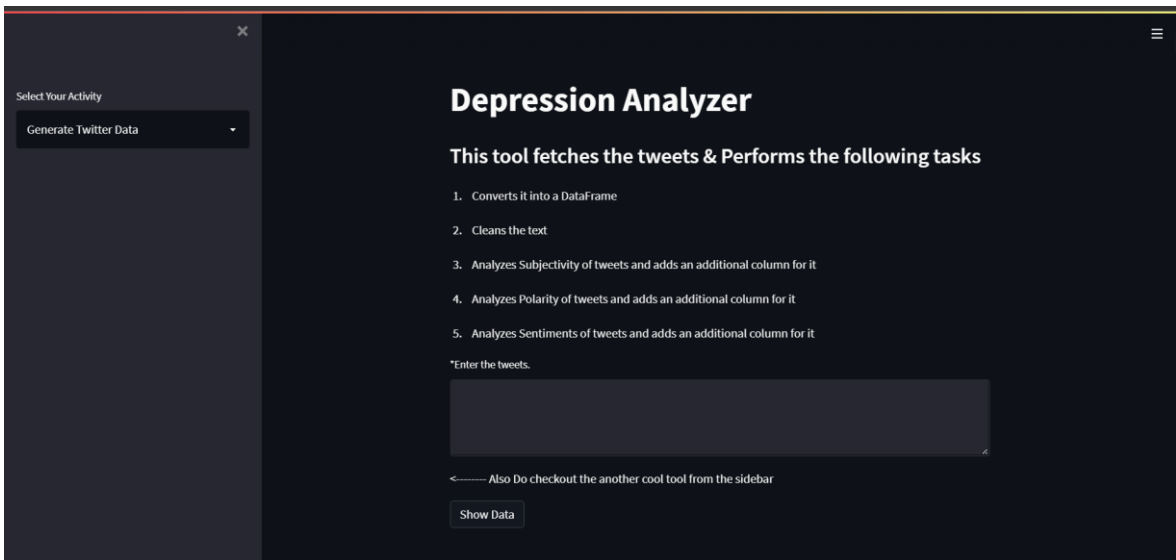 Select Your Activity
Generate Twitter Data
Depression Analyzer
This tool fetches the tweets & Performs the following tasks
1. Converts it into a DataFrame
2. Cleans the text
3. Analyzes Subjectivity of tweets and adds an additional column for it
4. Analyzes Polarity of tweets and adds an additional column for it
5. Analyzes Sentiments of tweets and adds an additional column for it
*Enter the tweets.
<-------- Also Do checkout the another cool tool from the sidebar
Show Data